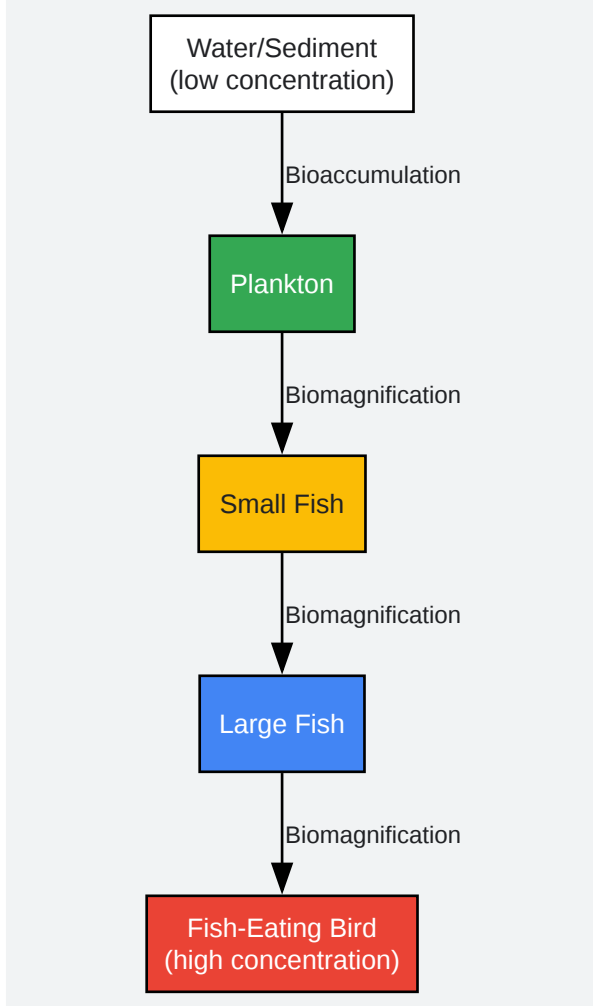 Water/Sediment
(low concentration)
Bioaccumulation
Plankton
Biomagnification
Small Fish
Biomagnification
Large Fish
Biomagnification
Fish-Eating Bird
(high concentration)